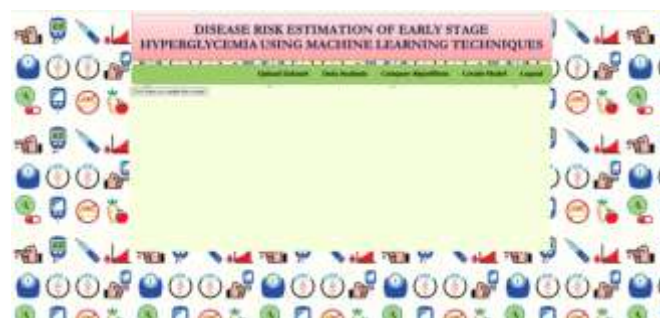 DISEASE RISK ESTIMATION OF EARLY STAGE
HYPERGLYCEMIA USING MACHINE LEARNING TECHNIQUES
Upload Dataset Data Analysis Compare Algorithms Create Model Logout